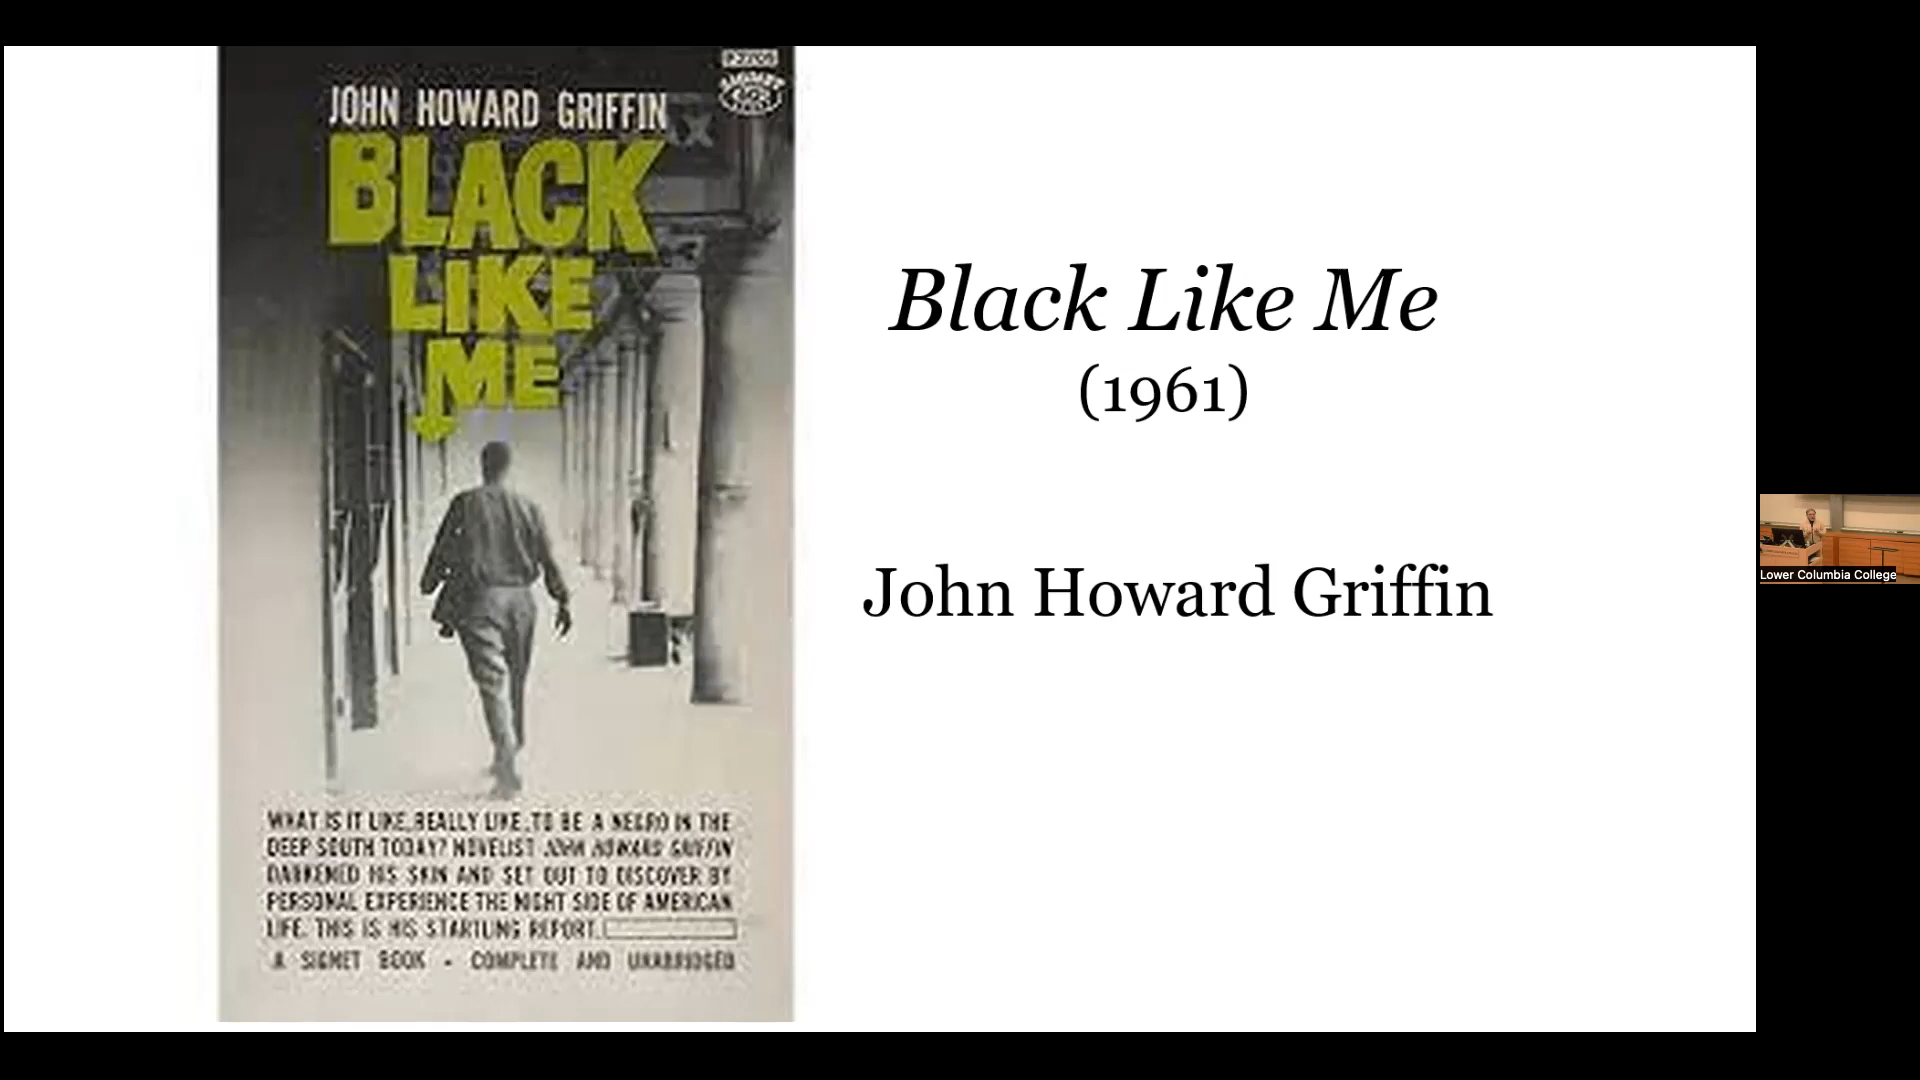 P2706
SIGNET
60¢
JOHN HOWARD GRIFFIN
BLACK
LIKE
ME
WHAT IS IT LIKE, REALLY LIKE, TO BE A NEGRO IN THE
DEEP SOUTH TODAY? NOVELIST JOHN HOWARD GRIFFIN
DARKENED HIS SKIN AND SET OUT TO DISCOVER BY
PERSONAL EXPERIENCE THE NIGHT SIDE OF AMERICAN
LIFE. THIS IS HIS STARTLING REPORT.
A SIGNET BOOK • COMPLETE AND UNABRIDGED
Black Like Me
(1961)
John Howard Griffin
Lower Columbia College